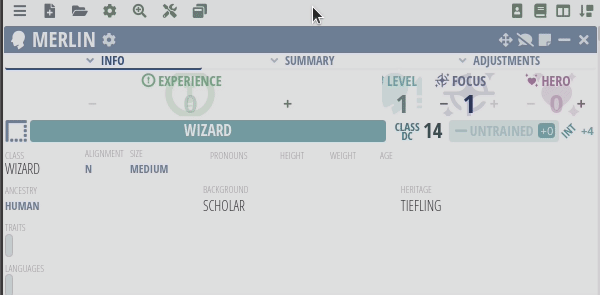 MERLIN
INFO SUMMARY ADJUSTMENTS
EXPERIENCE LEVEL FOCUS HERO
− 0 + 1 − 1 + − 0 +
WIZARD CLASS DC 14 UNTRAINED +0 INT +4
CLASS ALIGNMENT SIZE PRONOUNS HEIGHT WEIGHT AGE
WIZARD N MEDIUM
ANCESTRY BACKGROUND HERITAGE
HUMAN SCHOLAR TIEFLING
TRAITS
LANGUAGES